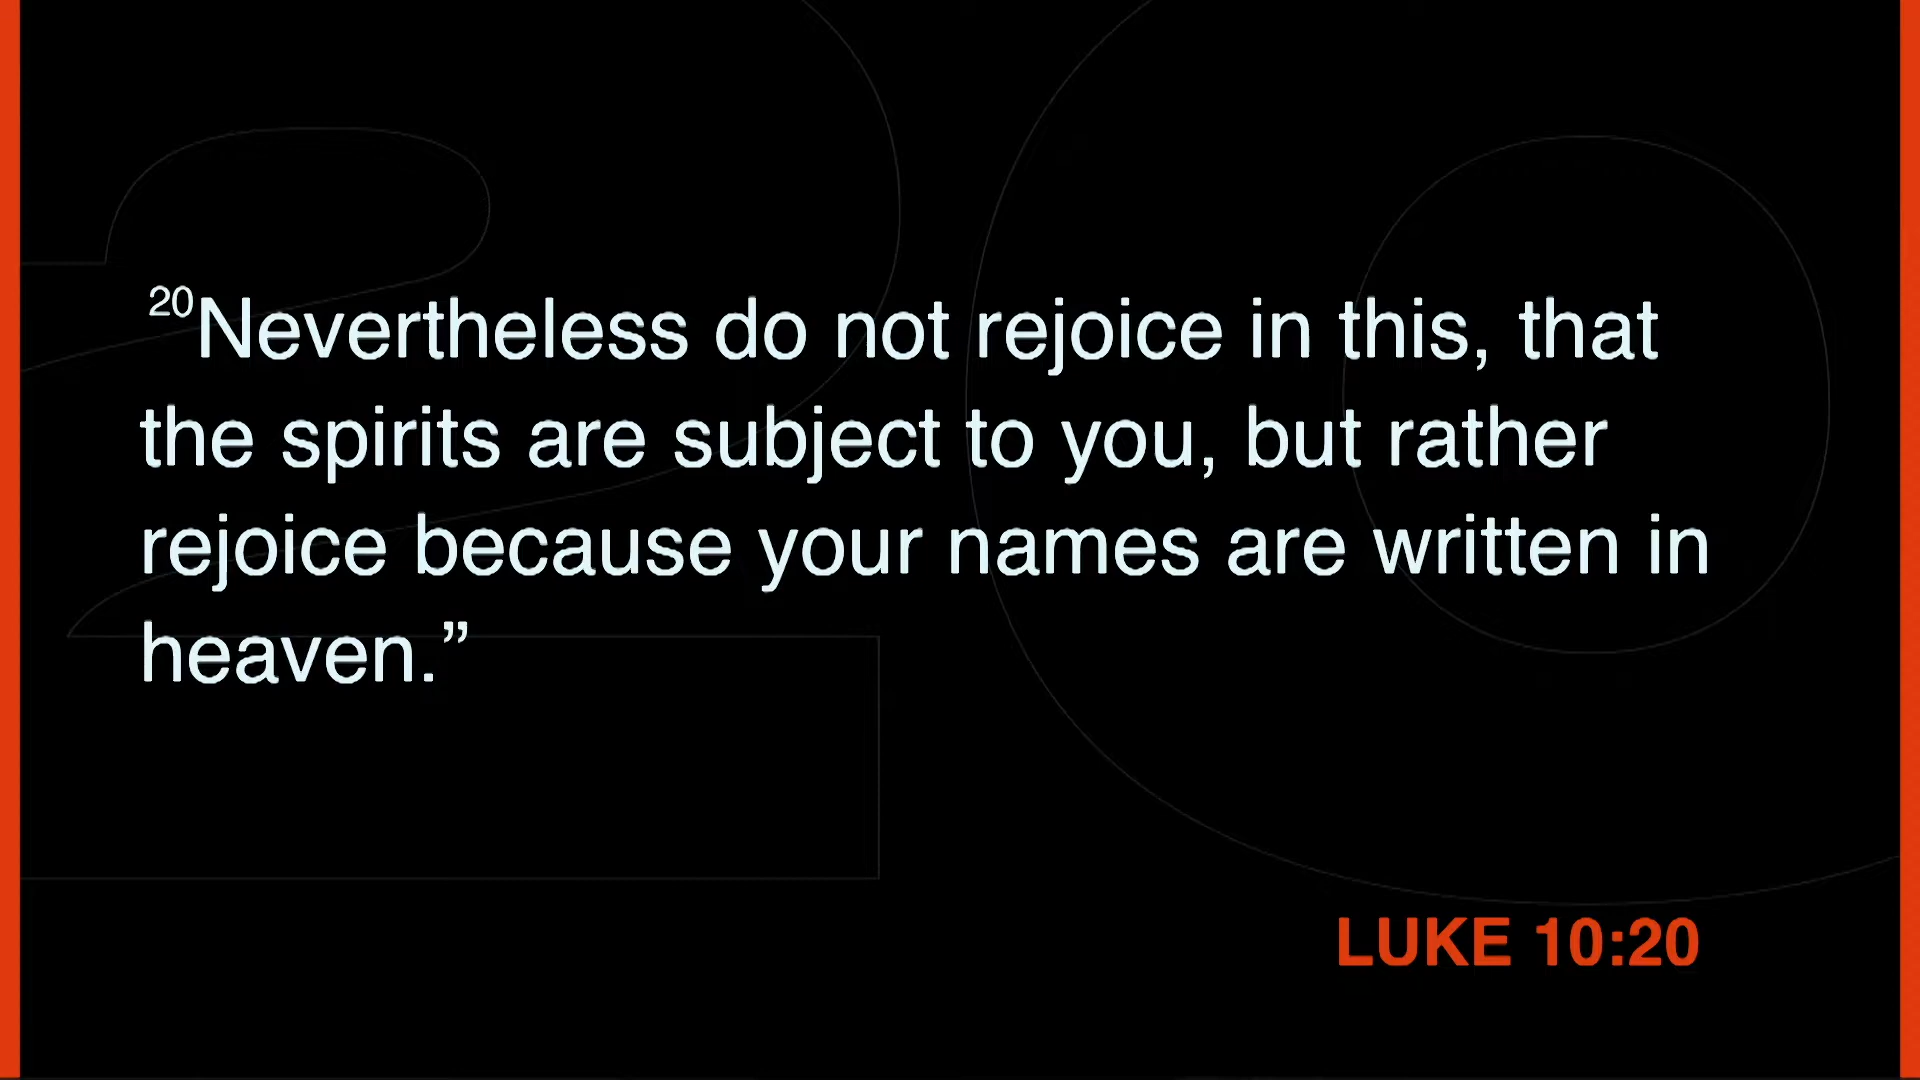 20Nevertheless do not rejoice in this, that
the spirits are subject to you, but rather
rejoice because your names are written in
heaven.”
LUKE 10:20